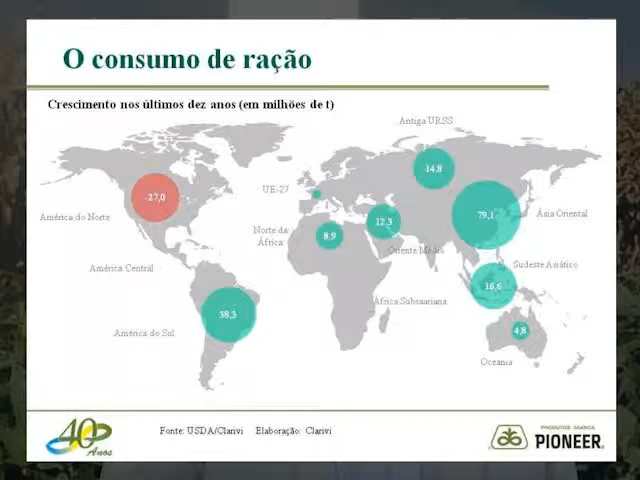 O consumo de ração
Crescimento nos últimos dez anos (em milhões de t)
Antiga URSS
14,8
UE-27
-27,0
79,1
América do Norte
Ásia Oriental
12,3
Norte da
África
8,9
Oriente Médio
América Central
Sudeste Asiático
África Subsaariana
38,3
4,8
América do Sul
Oceania
Fonte: USDA/Clarivi Elaboração: Clarivi
40
Anos
PRODUTOS - MARCA
PIONEER